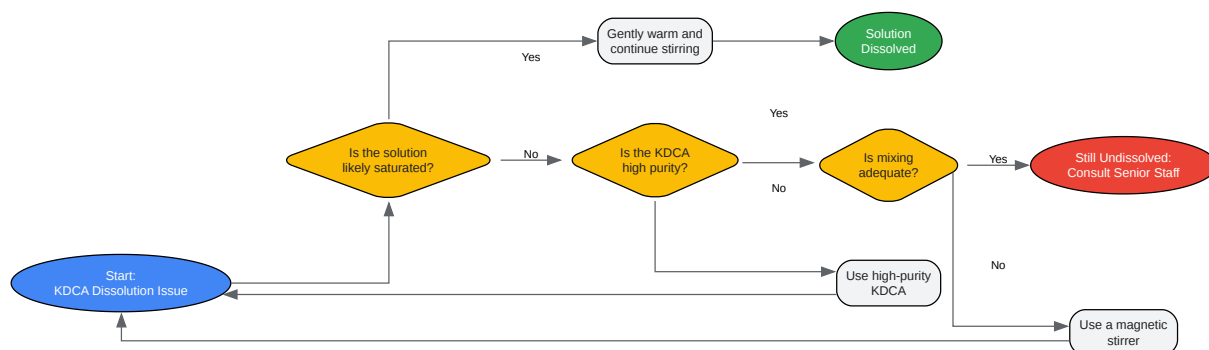 Gently warm and
continue stirring
Solution
Dissolved
Yes
Yes
Is the solution
likely saturated?
No
Is the KDCA
high purity?
No
Is mixing
adequate?
Yes
Still Undissolved:
Consult Senior Staff
No
Start:
KDCA Dissolution Issue
Use high-purity
KDCA
Use a magnetic
stirrer